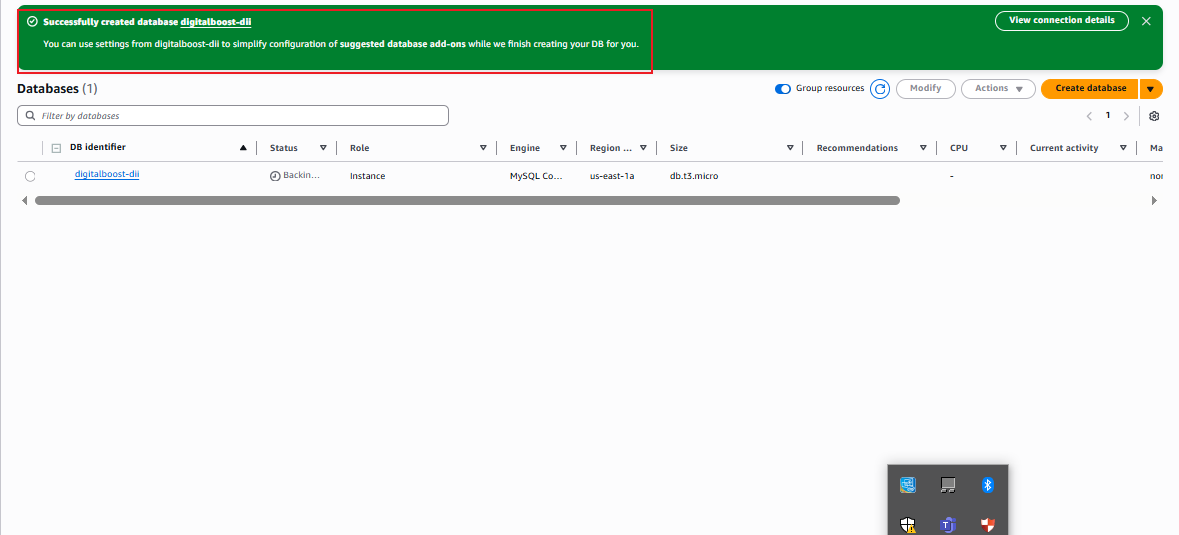 Successfully created database digitalboost-dii
View connection details
You can use settings from digitalboost-dii to simplify configuration of suggested database add-ons while we finish creating your DB for you.
Databases (1)
Group resources
Modify
Actions
Create database
Filter by databases
1
DB identifier Status Role Engine Region ... Size Recommendations CPU Current activity Ma
digitalboost-dii Backin... Instance MySQL Co... us-east-1a db.t3.micro - nor